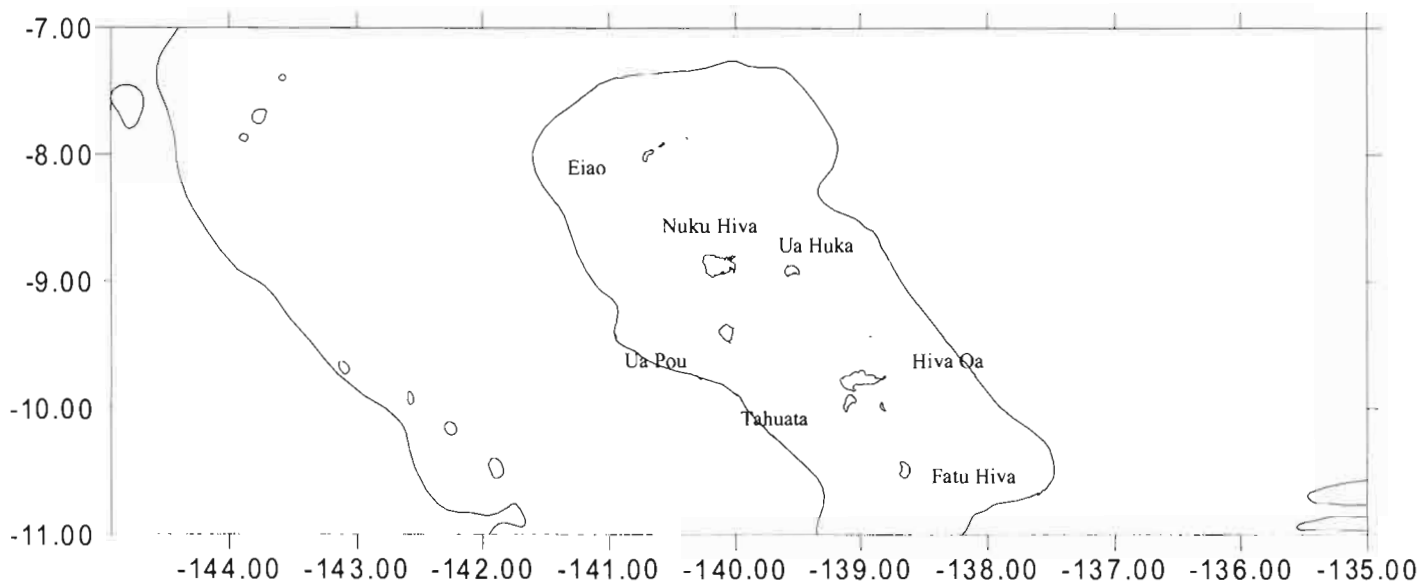 -7.00
-8.00
Eiao
Nuku Hiva
Ua Huka
-9.00
Ua Pou
Hiva Oa
-10.00
Tahuata
Fatu Hiva
-11.00
-144.00 -143.00 -142.00 -141.00 -140.00 -139.00 -138.00 -137.00 -136.00 -135.00